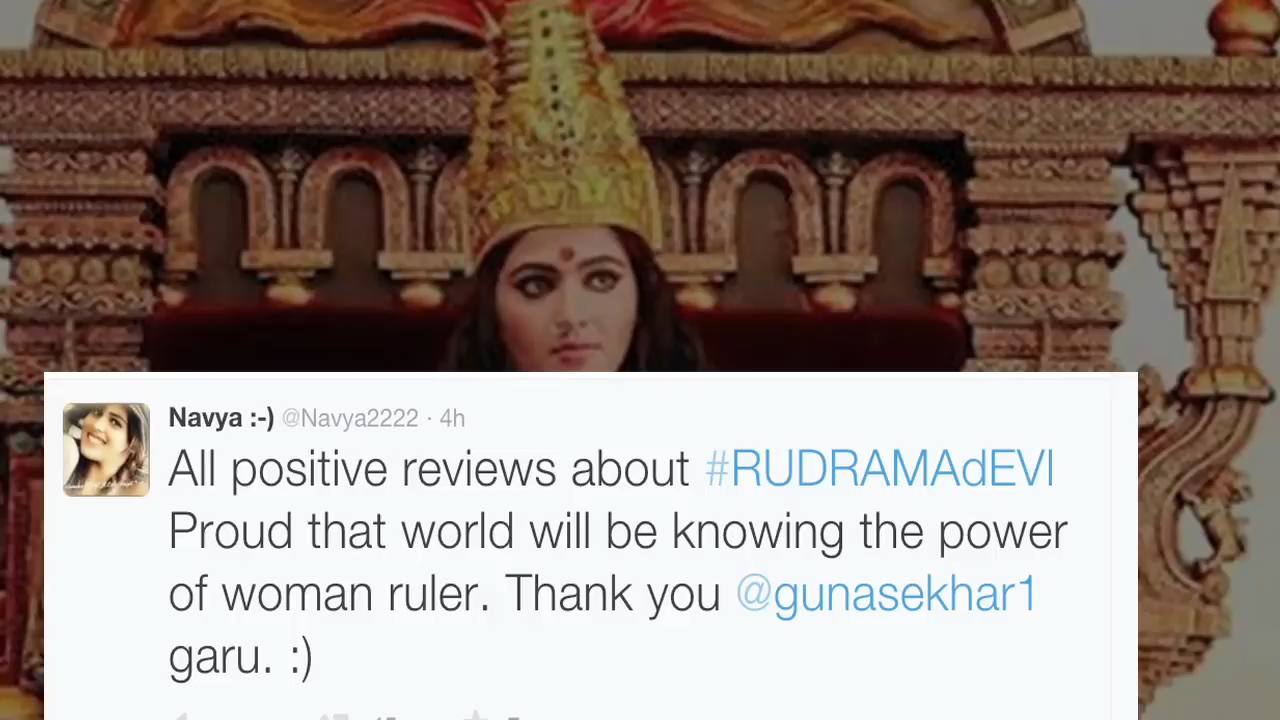 Navya :-) @Navya2222 · 4h
All positive reviews about #RUDRAMAdEVI
Proud that world will be knowing the power
of woman ruler. Thank you @gunasekhar1
garu. :)